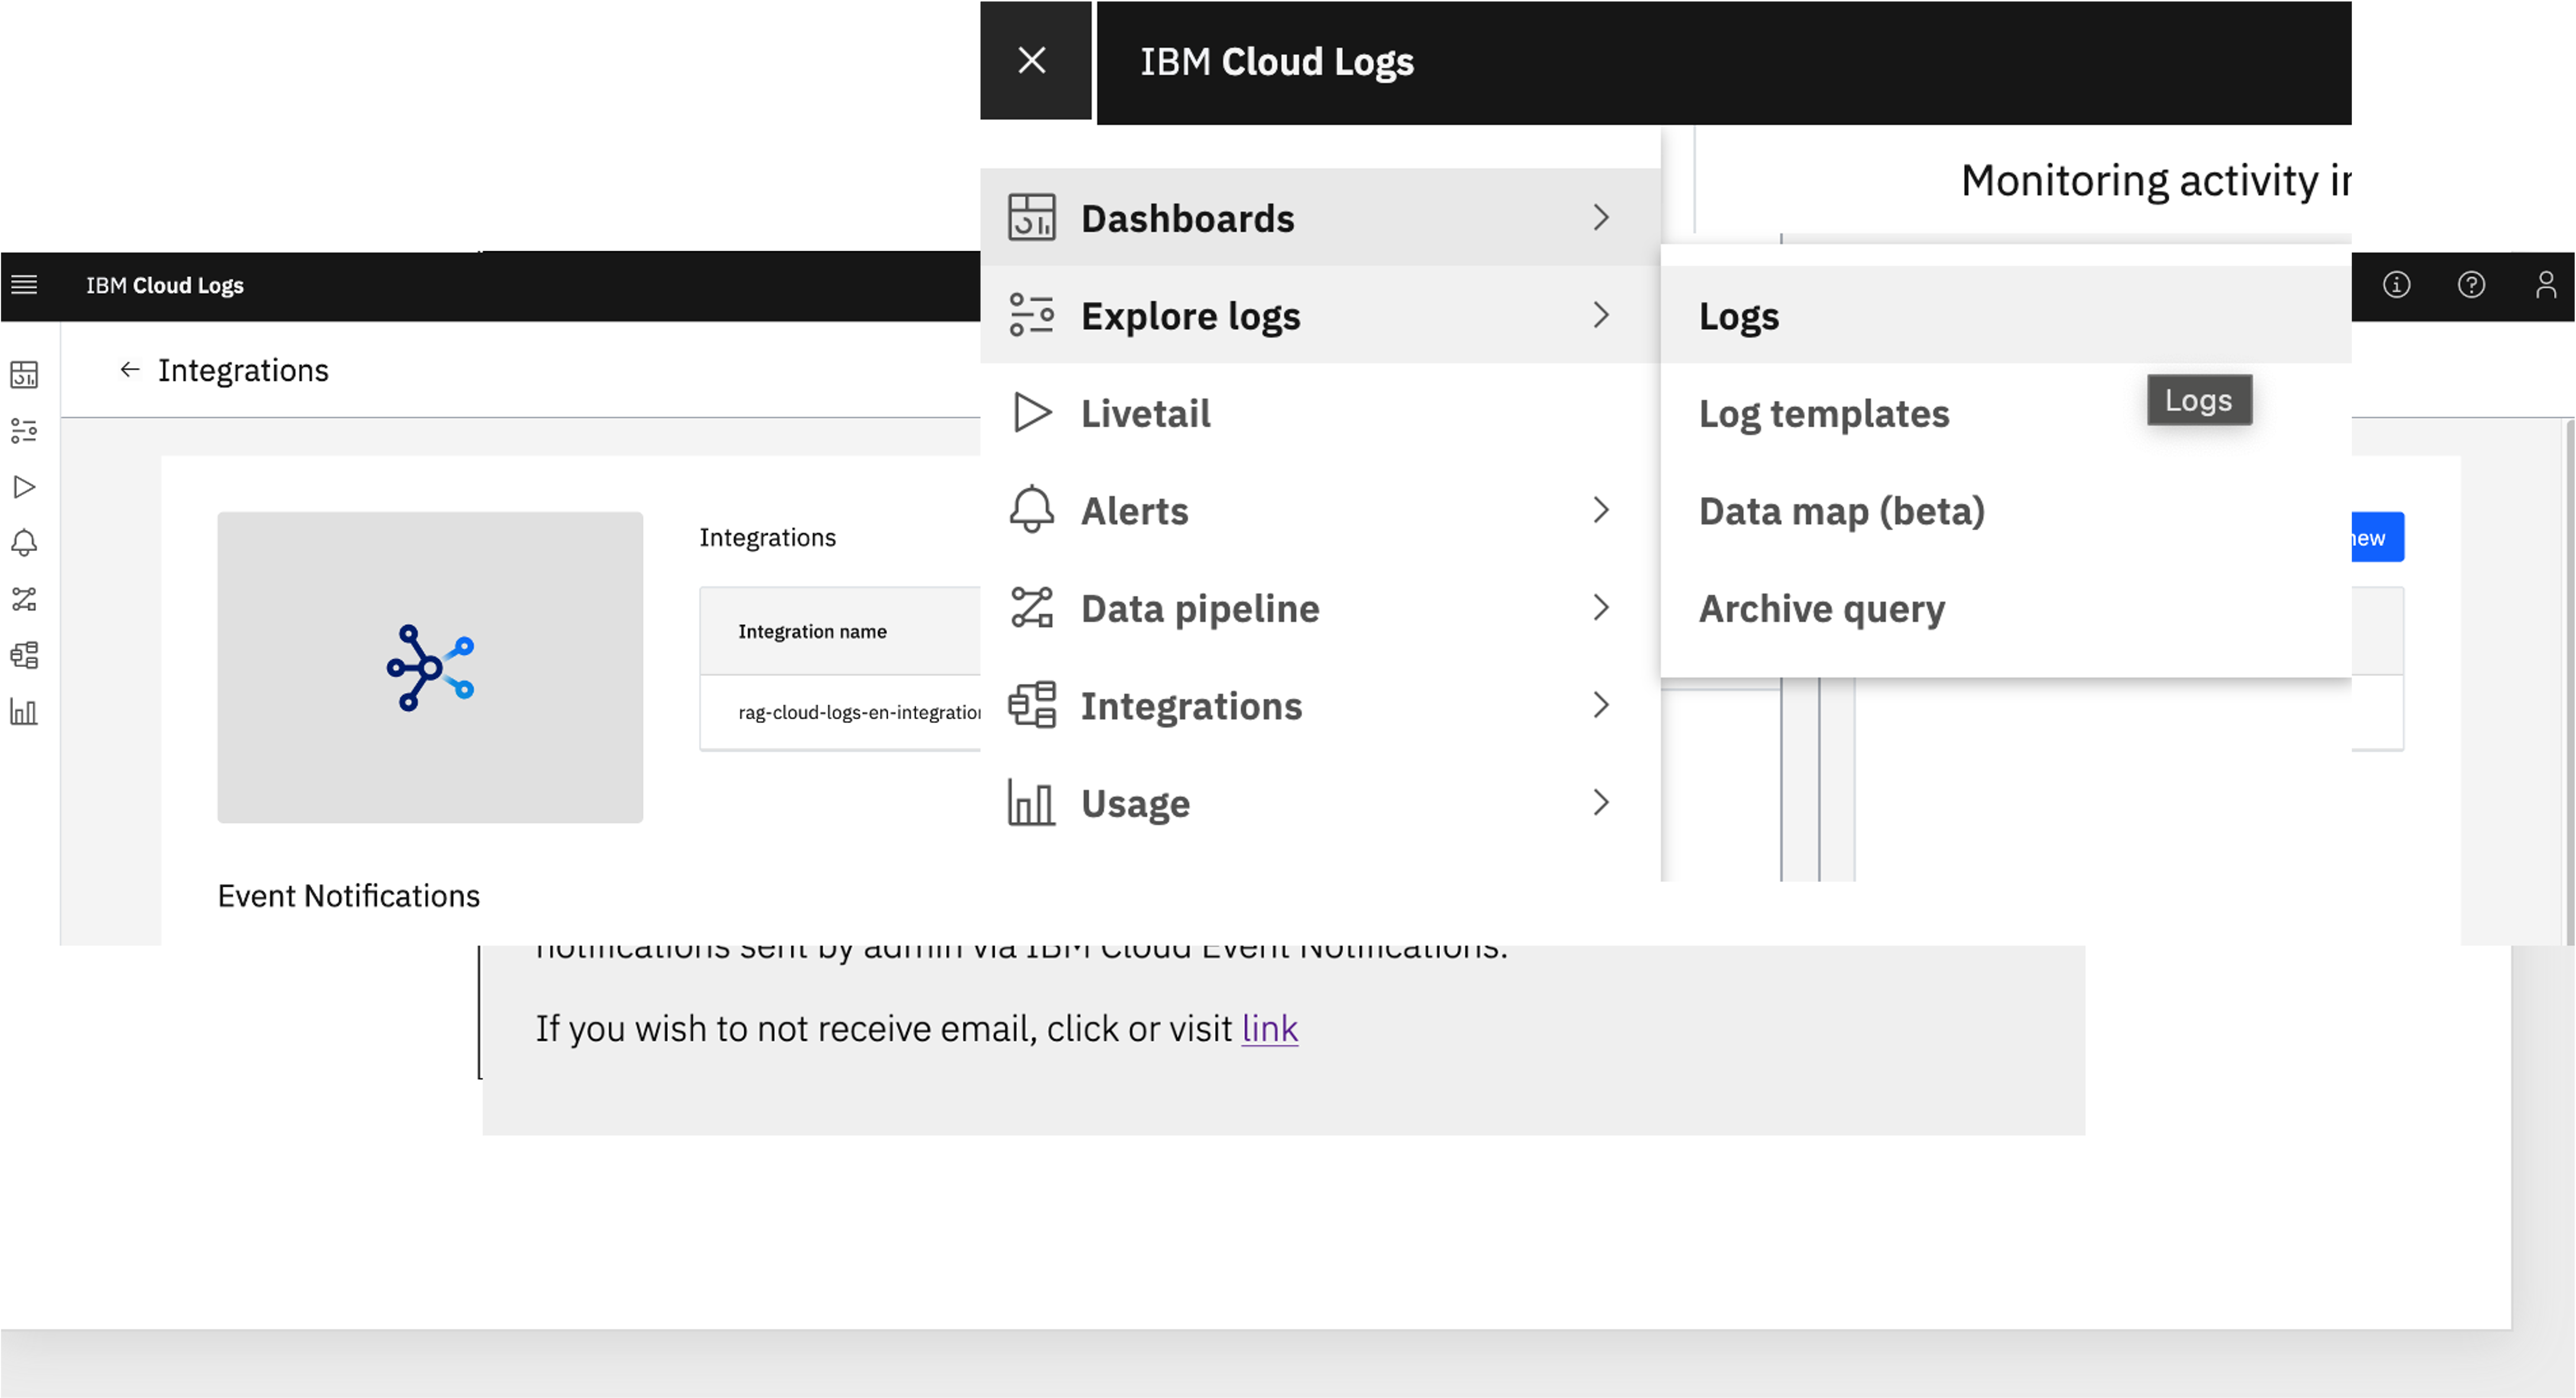 IBM Cloud Logs
Monitoring activity
Dashboards
Explore logs
Livetail
Alerts
Data pipeline
Integrations
Usage
Logs
Log templates
Data map (beta)
Archive query
Logs
IBM Cloud Logs
Integrations
Integrations
new
Integration name
rag-cloud-logs-en-integration
Event Notifications
notifications sent by admin via IBM Cloud Event Notifications.
If you wish to not receive email, click or visit link